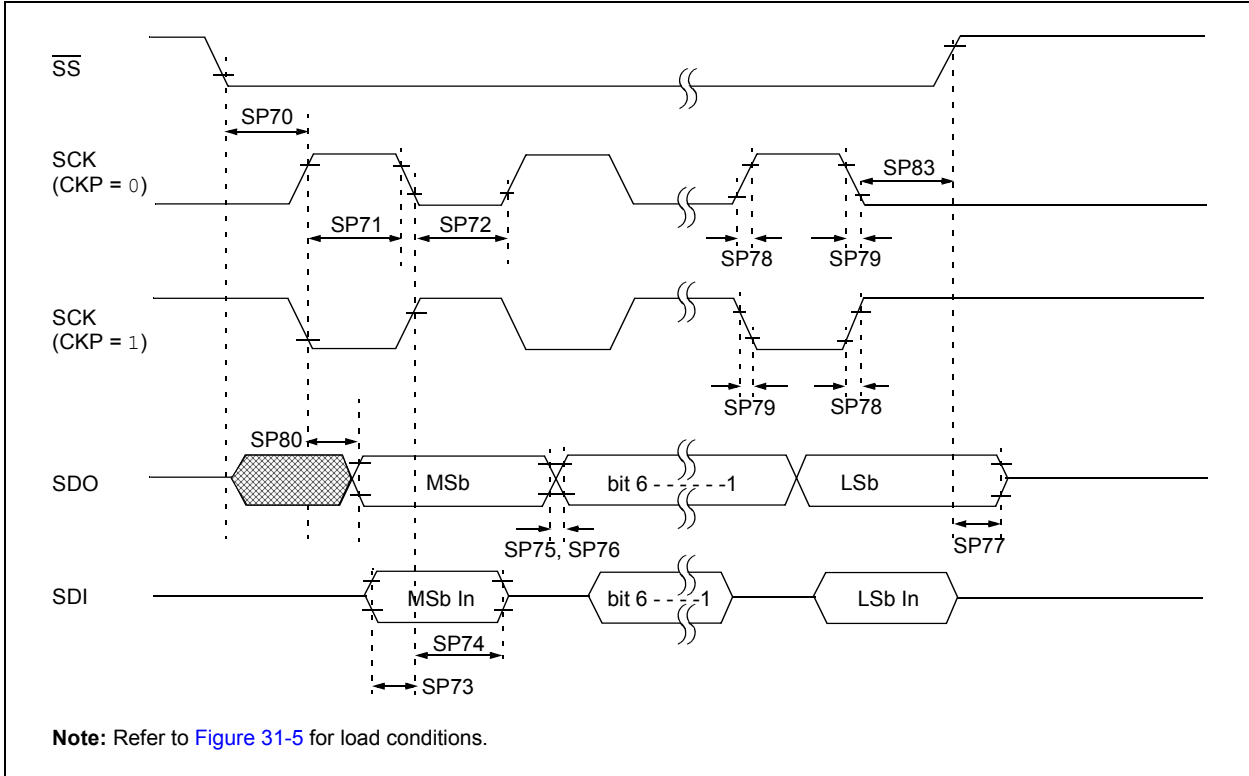 SS
SP70
SCK
(CKP = 0)
SP83
SP71
SP72
SP78
SP79
SCK
(CKP = 1)
SP79
SP78
SP80
SDO
MSb
bit 6 - - - - - -1
LSb
SP75, SP76
SP77
SDI
MSb In
bit 6 - - - -1
LSb In
SP74
SP73
Note: Refer to Figure 31-5 for load conditions.